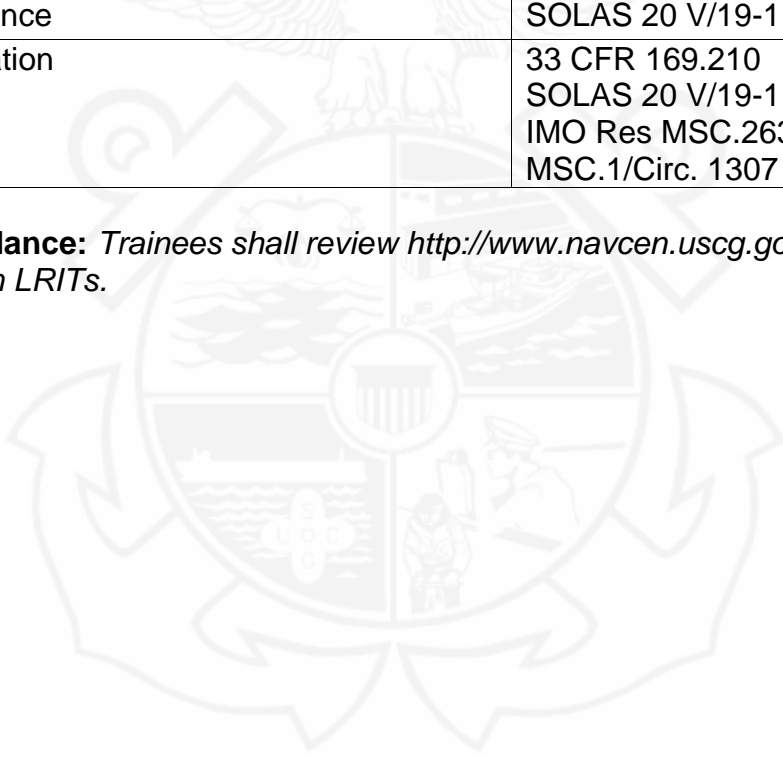 nce SOLAS 20 V/19-1
ation 33 CFR 169.210
SOLAS 20 V/19-1
IMO Res MSC.263
MSC.1/Circ. 1307
lance: Trainees shall review http://www.navcen.uscg.go
n LRITs.
S
U O C
G